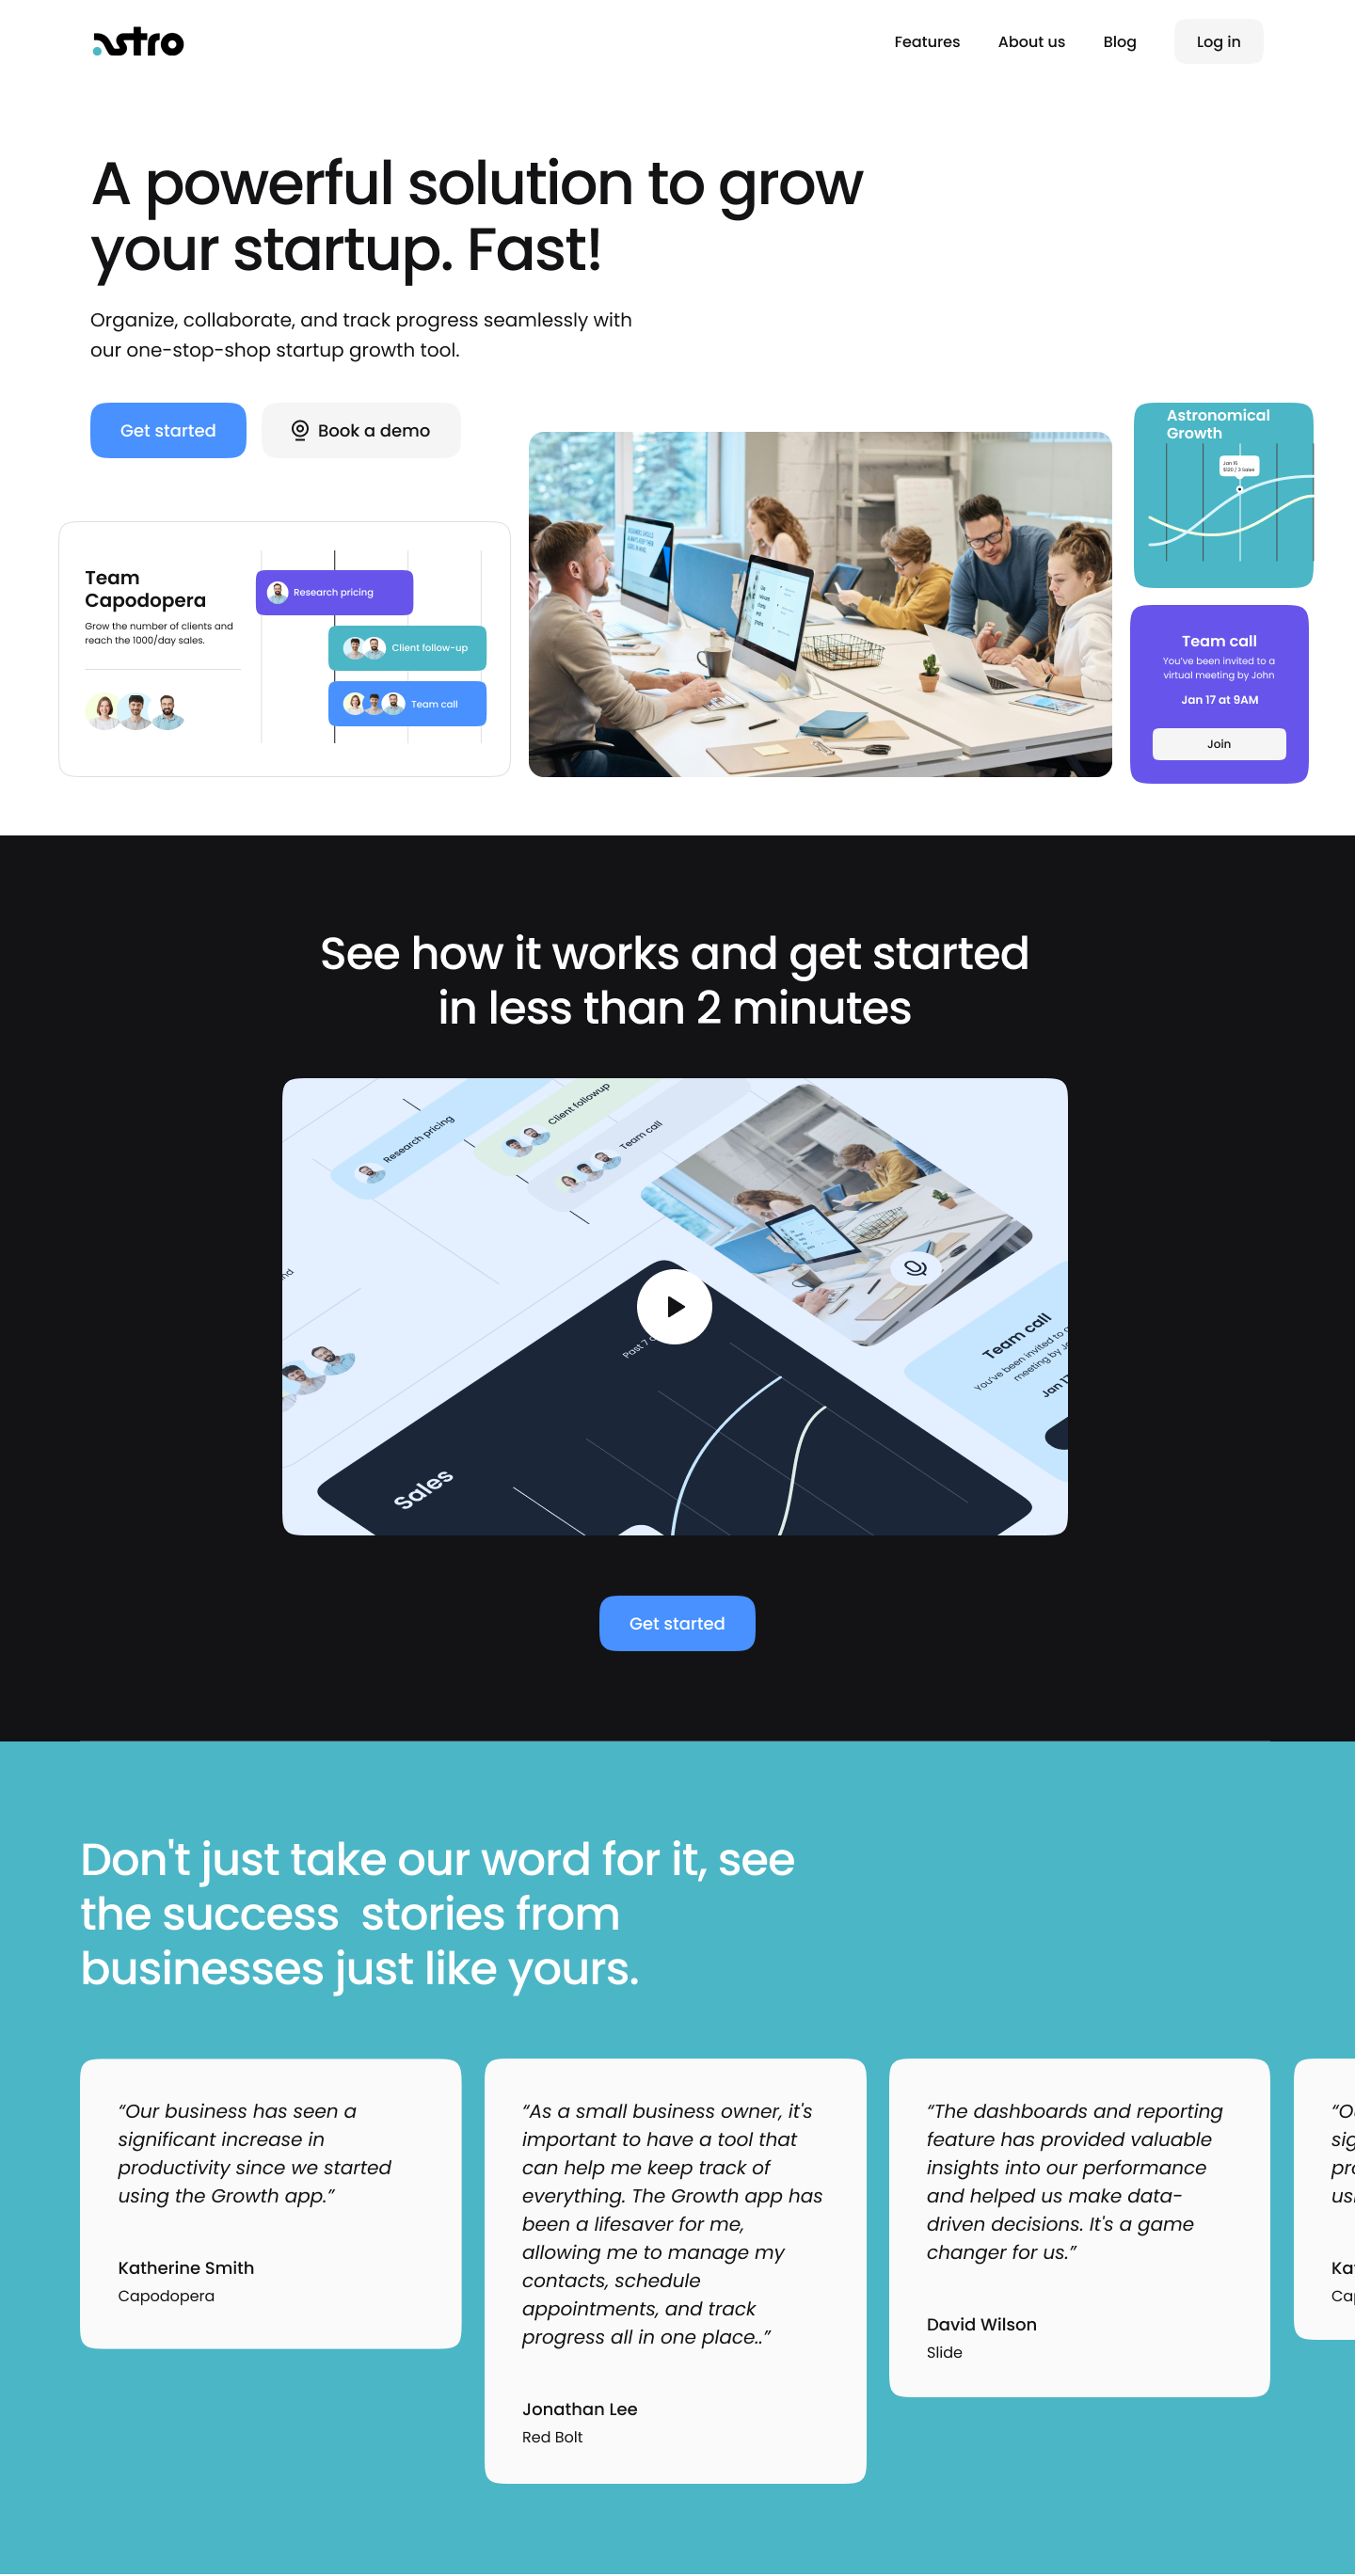 astro
Features
About us
Blog
Log in
A powerful solution to grow
your startup. Fast!
Organize, collaborate, and track progress seamlessly with
our one-stop-shop startup growth tool.
Get started
Book a demo
Team
Capodopera
Grow the number of clients and
reach the 1000/day sales.
Research pricing
Client follow-up
Team call
Astronomical
Growth
Jan 16
Team call
You've been invited to a
virtual meeting by John
Jan 17 at 9AM
Join
See how it works and get started
in less than 2 minutes
Research pricing
Client followup
Team call
Past 7
Sales
Team call
You've been invited to
meeting by
Jan 17
Get started
Don't just take our word for it, see
the success  stories from
businesses just like yours.
“Our business has seen a
significant increase in
productivity since we started
using the Growth app.”
Katherine Smith
Capodopera
“As a small business owner, it's
important to have a tool that
can help me keep track of
everything. The Growth app has
been a lifesaver for me,
allowing me to manage my
contacts, schedule
appointments, and track
progress all in one place..”
Jonathan Lee
Red Bolt
“The dashboards and reporting
feature has provided valuable
insights into our performance
and helped us make data-
driven decisions. It's a game
changer for us.”
David Wilson
Slide